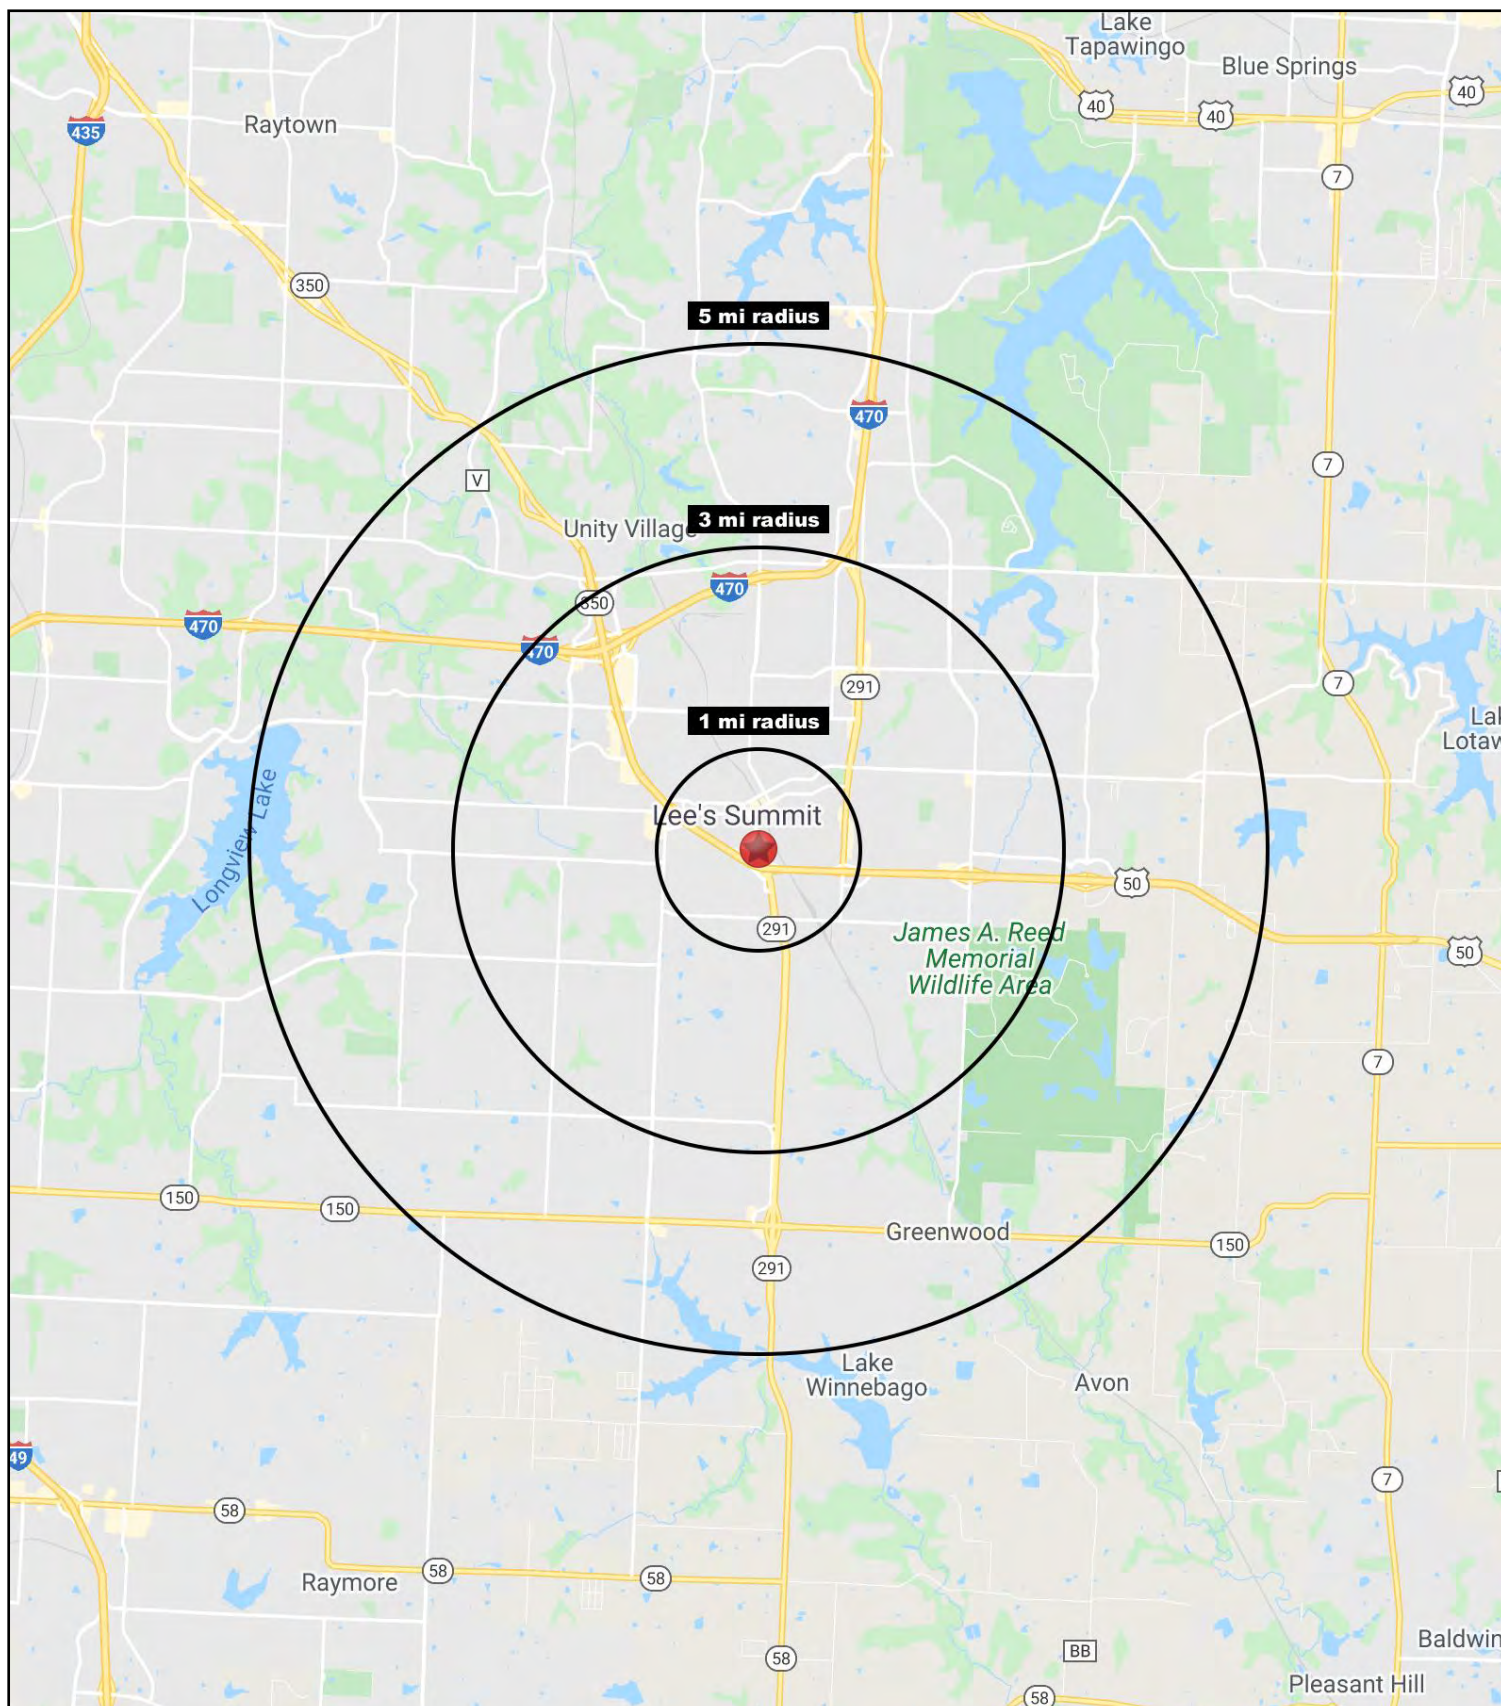 Lake
Tapawingo
Blue Springs
40
40
40
435
Raytown
7
350
5 mi radius
470
7
V
Unity Village
3 mi radius
470
350
470
470
7
291
1 mi radius
Lak
Lotaw
Longview Lake
Lee's Summit
50
291
James A. Reed
Memorial
Wildlife Area
50
7
150
150
Greenwood
150
291
Lake
Winnebago
Avon
49
7
58
58
58
Raymore
BB
Baldwin
58
Pleasant Hill
58